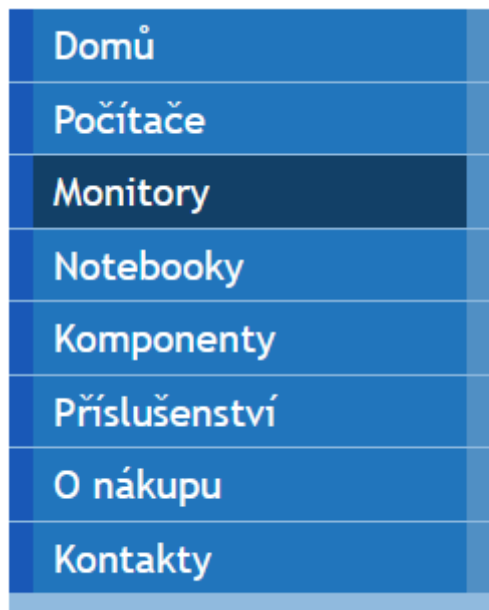 Domů
Počítače
Monitory
Notebooky
Komponenty
Příslušenství
O nákupu
Kontakty